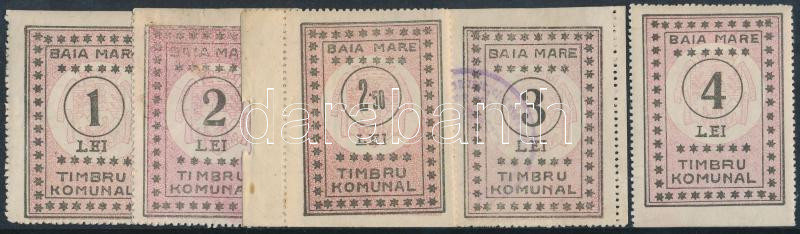 BAIA MARE
1
LEI
TIMBRU
KOMUNAL
BAIA MARE
2
LEI
TIMBRU
KOMUNAL
BAIA MARE
2·50
LEI
TIMBRU
KOMUNAL
BAIA MARE
3
LEI
TIMBRU
KOMUNAL
BAIA MARE
4
LEI
TIMBRU
KOMUNAL
darabanth